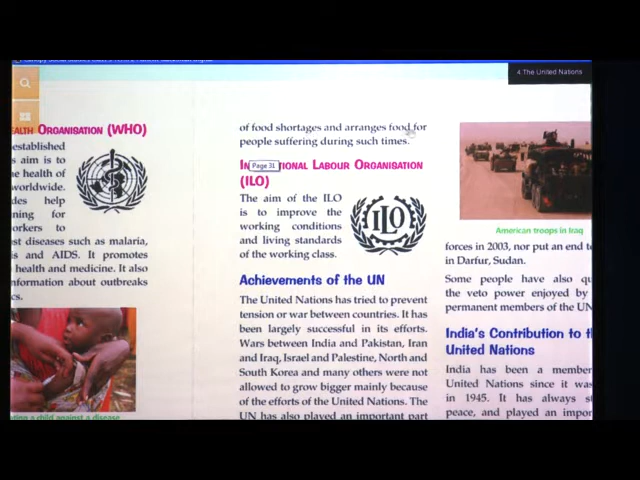 4.The United Nations
ORGANISATION (WHO)
established
s aim is to
he health of
worldwide.
des help
ning for
orkers to
st diseases such as malaria,
s and AIDS. It promotes
health and medicine. It also
nformation about outbreaks
cs.
ating a child against a disease
of food shortages and arranges food for
people suffering during such times.
Page 31
LABOUR ORGANISATION
(ILO)
The aim of the ILO
is to improve the
working conditions
and living standards
of the working class.
ILO
Achievements of the UN
The United Nations has tried to prevent
tension or war between countries. It has
been largely successful in its efforts.
Wars between India and Pakistan, Iran
and Iraq, Israel and Palestine, North and
South Korea and many others were not
allowed to grow bigger mainly because
of the efforts of the United Nations. The
UN has also played an important part
American troops in Iraq
forces in 2003, nor put an end t
in Darfur, Sudan.
Some people have also qu
the veto power enjoyed by
permanent members of the UN
India's Contribution to t
United Nations
India has been a member
United Nations since it was
in 1945. It has always st
peace, and played an impor